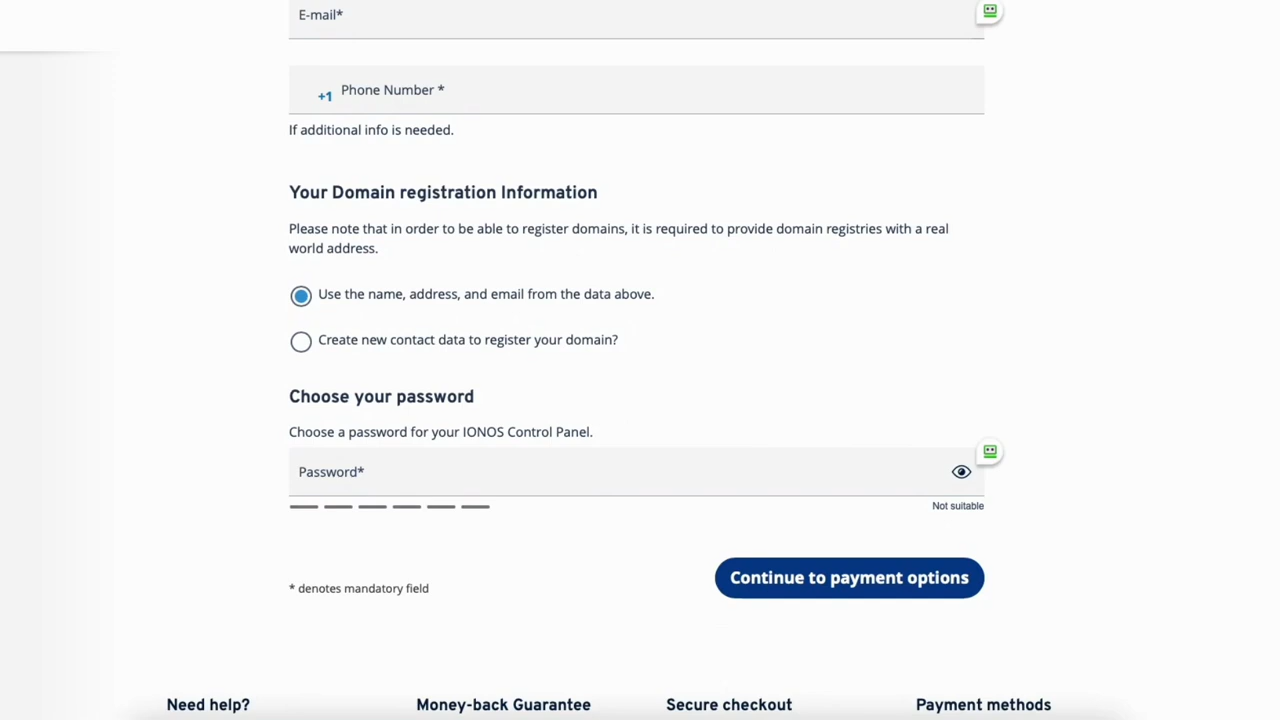 E-mail*
+1 Phone Number *
If additional info is needed.
Your Domain registration Information
Please note that in order to be able to register domains, it is required to provide domain registries with a real
world address.
Use the name, address, and email from the data above.
Create new contact data to register your domain?
Choose your password
Choose a password for your IONOS Control Panel.
Password*
Not suitable
* denotes mandatory field
Continue to payment options
Need help? Money-back Guarantee Secure checkout Payment methods